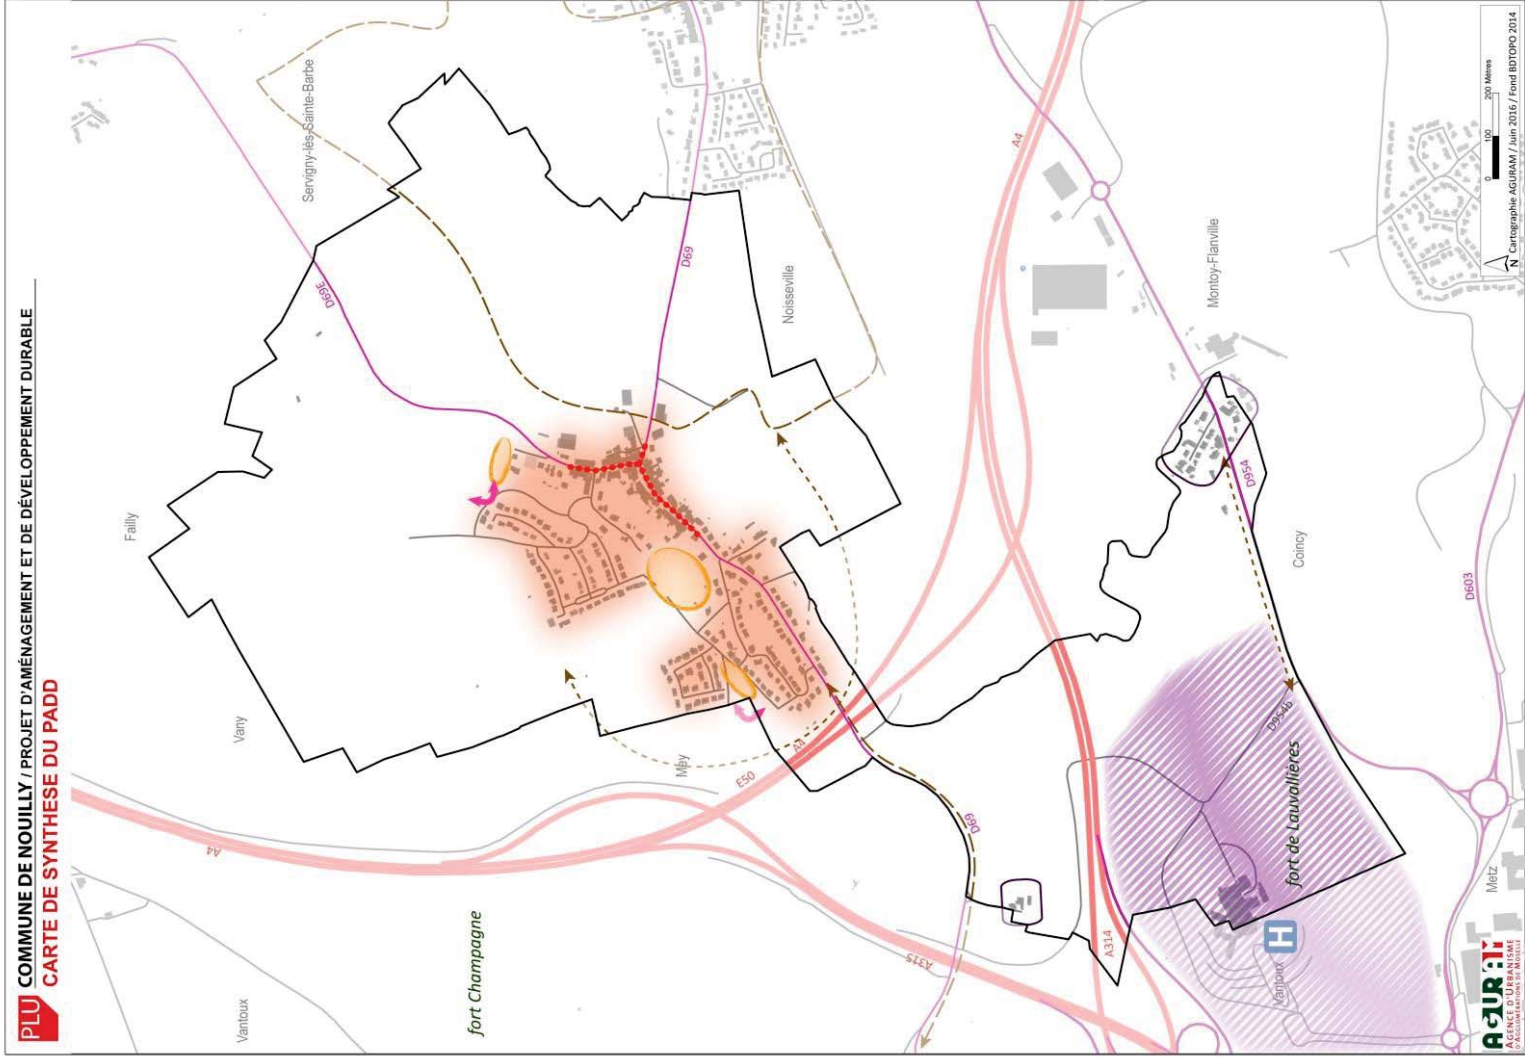 PLU COMMUNE DE NOUILLY / PROJET D'AMÉNAGEMENT ET DE DÉVELOPPEMENT DURABLE
CARTE DE SYNTHESE DU PADD
Servigny-lès-Sainte-Barbe
Failly
D69E
D69
Noisseville
A4
Vany
Mey
E50
A4
A4
Vantoux
fort Champagne
A315
D69
Montoy-Flanville
D954
Coincy
D603
D954b
fort de Lauvallières
A314
H
Vantoux
Metz
0 100 200 Mètres
N Cartographie AGURAM / Juin 2016 / Fond BDTOPO 2014
AGURAM
AGENCE D'URBANISME
D'AGGLOMÉRATIONS DE MOSELLE